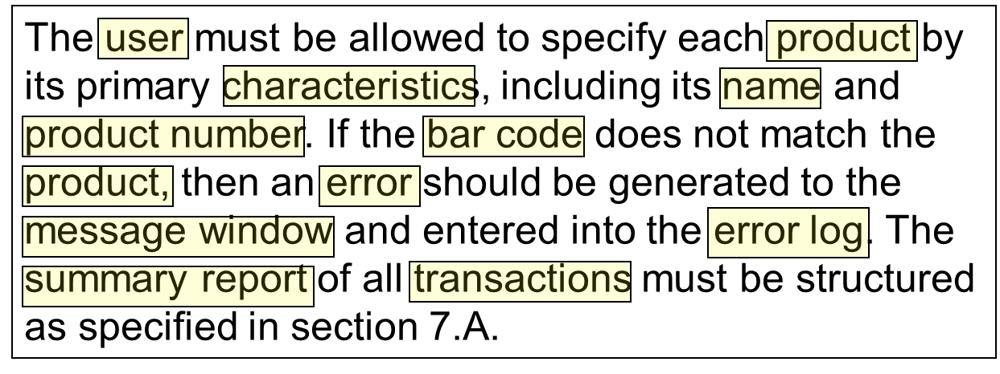 The user must be allowed to specify each product by
its primary characteristics, including its name and
product number. If the bar code does not match the
product, then an error should be generated to the
message window and entered into the error log. The
summary report of all transactions must be structured
as specified in section 7.A.